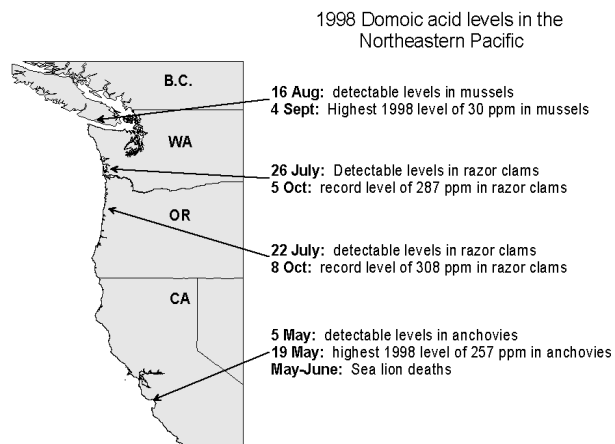 1998 Domoic acid levels in the
Northeastern Pacific
B.C.
16 Aug: detectable levels in mussels
4 Sept: Highest 1998 level of 30 ppm in mussels
WA
26 July: Detectable levels in razor clams
5 Oct: record level of 287 ppm in razor clams
OR
22 July: detectable levels in razor clams
8 Oct: record level of 308 ppm in razor clams
CA
5 May: detectable levels in anchovies
19 May: highest 1998 level of 257 ppm in anchovies
May-June: Sea lion deaths